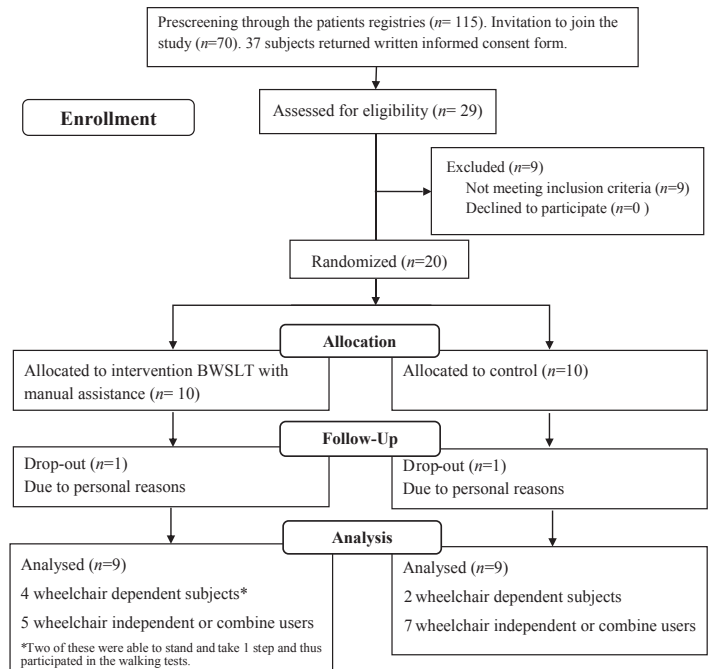 Prescreening through the patients registries (n= 115). Invitation to join the
study (n=70). 37 subjects returned written informed consent form.
Enrollment
Assessed for eligibility (n= 29)
Excluded (n=9)
Not meeting inclusion criteria (n=9)
Declined to participate (n=0 )
Randomized (n=20)
Allocation
Allocated to intervention BWSLT with
manual assistance (n= 10)
Allocated to control (n=10)
Follow-Up
Drop-out (n=1)
Due to personal reasons
Drop-out (n=1)
Due to personal reasons
Analysis
Analysed (n=9)
4 wheelchair dependent subjects*
5 wheelchair independent or combine users
*Two of these were able to stand and take 1 step and thus
participated in the walking tests.
Analysed (n=9)
2 wheelchair dependent subjects
7 wheelchair independent or combine users